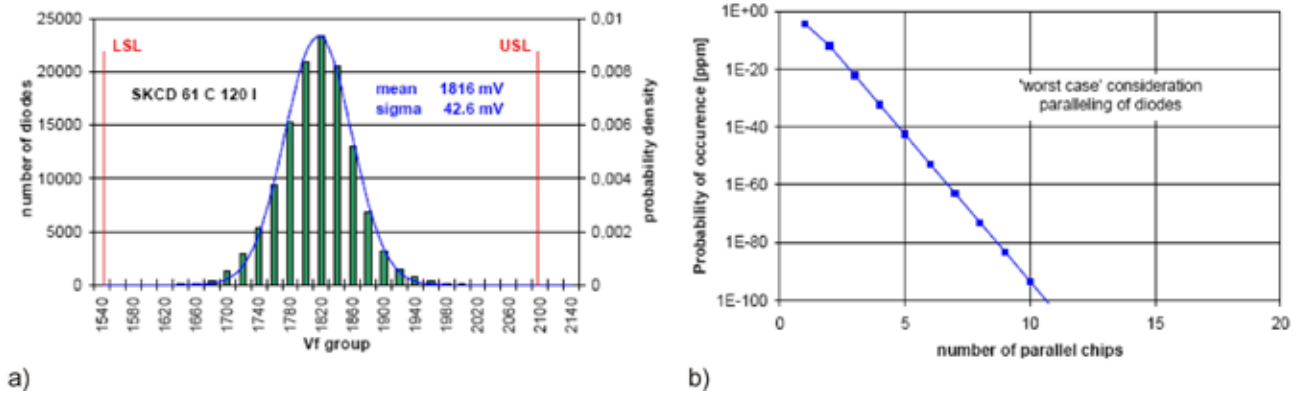 25000
20000
15000
10000
5000
0
number of diodes
LSL
USL
SKCD 61 C 120 I
mean 1816 mV
sigma 42.6 mV
0,01
0,008
0,006
0,004
0,002
0
probability density
1540
1580
1620
1660
1700
1740
1780
1820
1860
1900
1940
1980
2020
2060
2100
2140
Vf group
a)
1E+00
1E-20
1E-40
1E-60
1E-80
1E-100
Probability of occurence [ppm]
'worst case' consideration
paralleling of diodes
0
5
10
15
20
number of parallel chips
b)